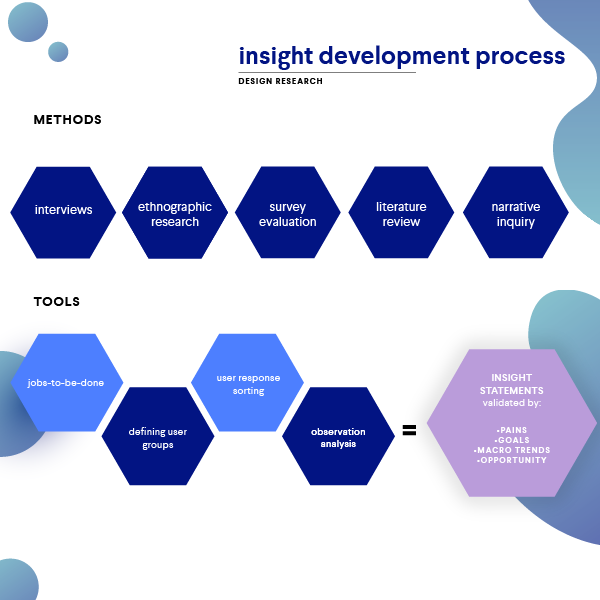 insight development process
DESIGN RESEARCH
METHODS
interviews
ethnographic
research
survey
evaluation
literature
review
narrative
inquiry
TOOLS
jobs-to-be-done
defining user
groups
user response
sorting
observation
analysis
=
INSIGHT
STATEMENTS
validated by:
•PAINS
•GOALS
•MACRO TRENDS
•OPPORTUNITY